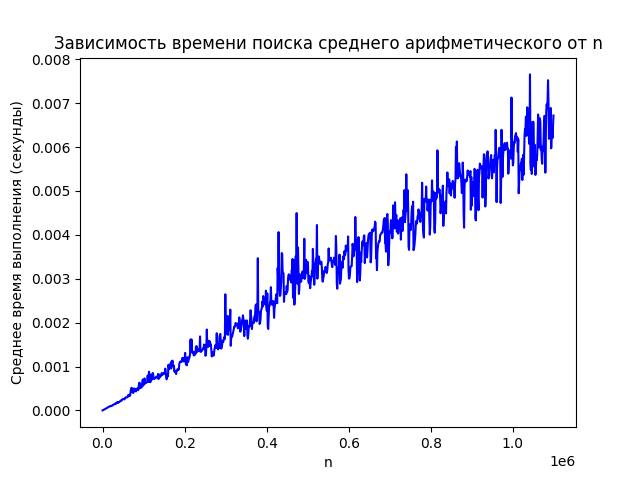 Зависимость времени поиска среднего арифметического от n
Среднее время выполнения (секунды)
0.008
0.007
0.006
0.005
0.004
0.003
0.002
0.001
0.000
0.0 0.2 0.4 0.6 0.8 1.0
1e6
n